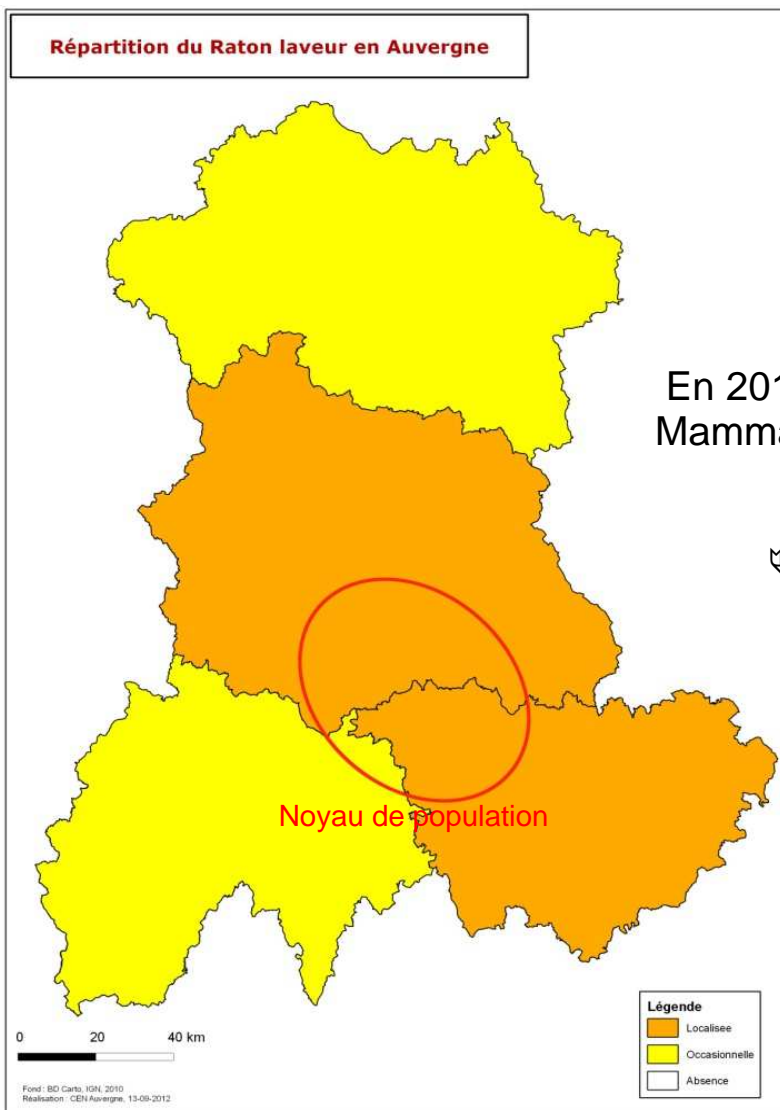 Répartition du Raton laveur en Auvergne
En 201
Mamma
Noyau de population
0 20 40 km
Légende
Localisee
Occasionnelle
Absence
Fond : BD Carto, IGN, 2010
Réalisation : CEN Auvergne, 13-09-2012